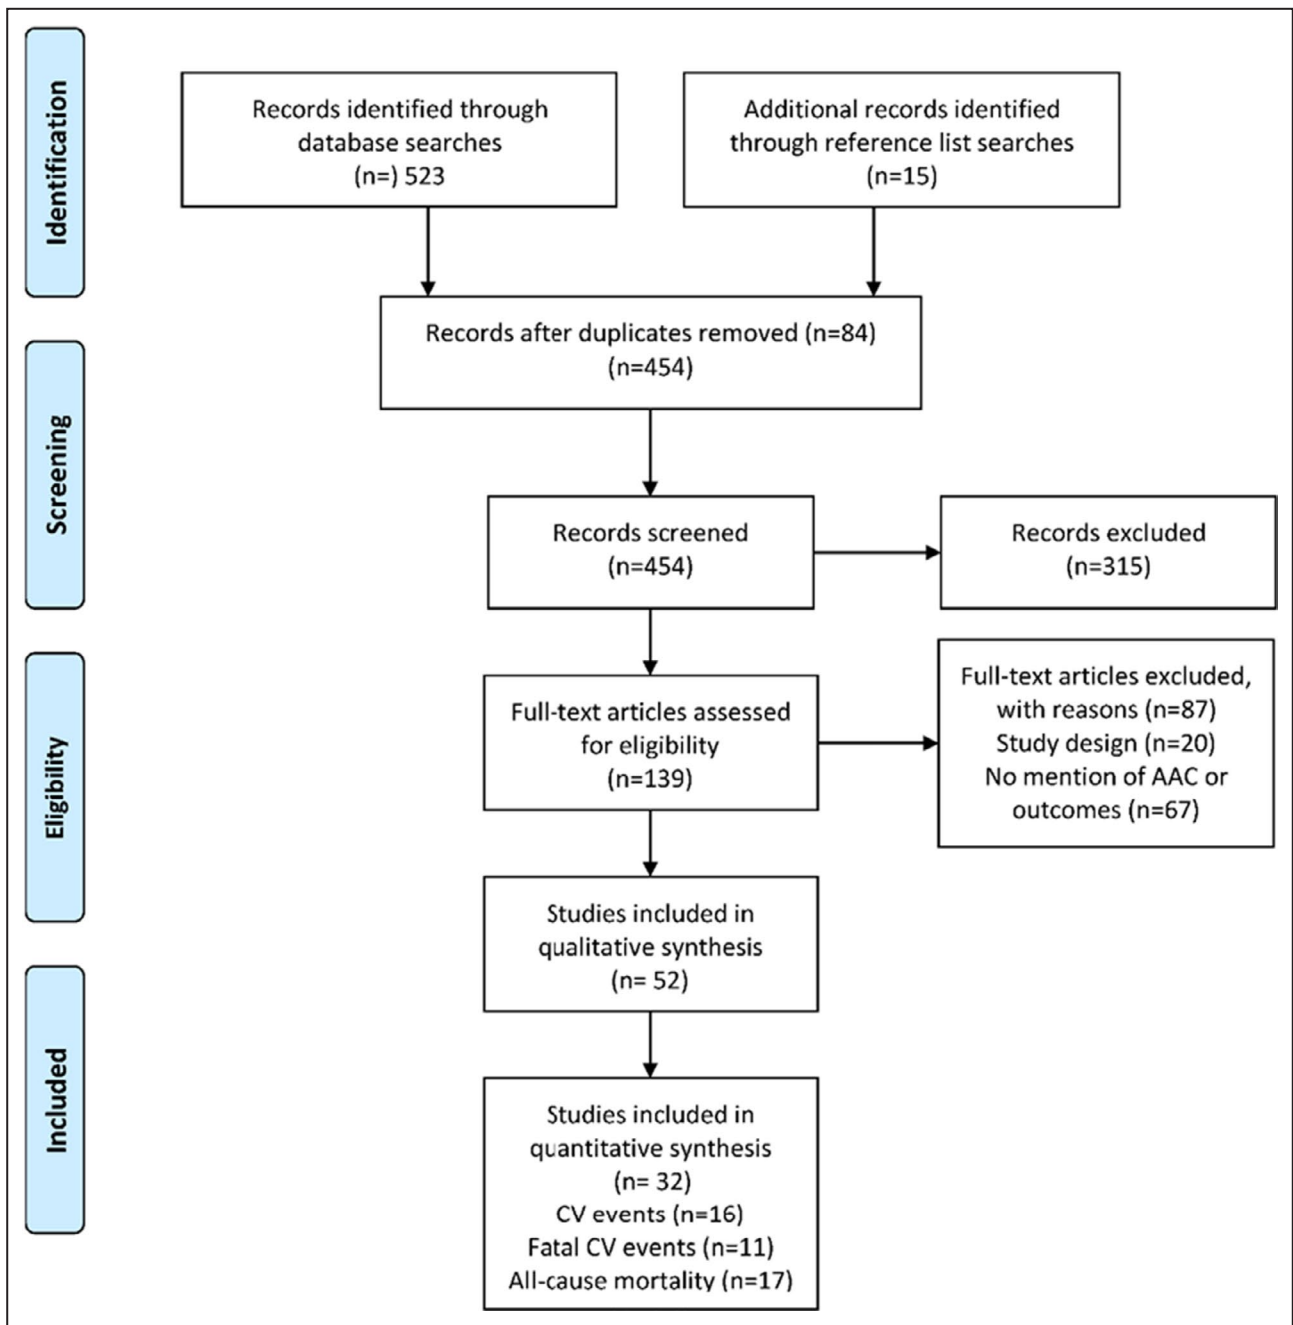 Identification
Records identified through
database searches
(n=) 523
Additional records identified
through reference list searches
(n=15)
Records after duplicates removed (n=84)
(n=454)
Screening
Records screened
(n=454)
Records excluded
(n=315)
Eligibility
Full-text articles assessed
for eligibility
(n=139)
Full-text articles excluded,
with reasons (n=87)
Study design (n=20)
No mention of AAC or
outcomes (n=67)
Studies included in
qualitative synthesis
(n= 52)
Included
Studies included in
quantitative synthesis
(n= 32)
CV events (n=16)
Fatal CV events (n=11)
All-cause mortality (n=17)